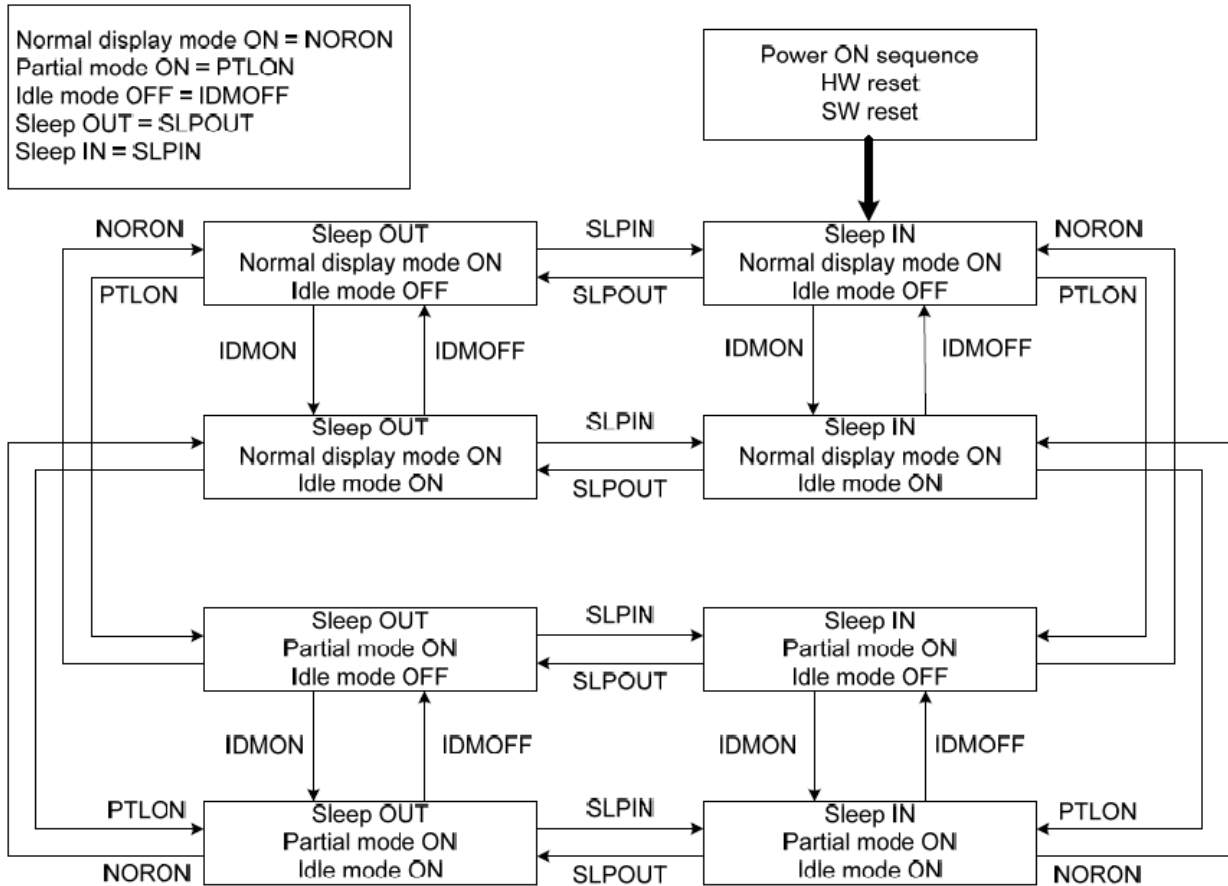 Normal display mode ON = NORON
Partial mode ON = PTLON
Idle mode OFF = IDMOFF
Sleep OUT = SLPOUT
Sleep IN = SLPIN
Power ON sequence
HW reset
SW reset
NORON
Sleep OUT
Normal display mode ON
Idle mode OFF
SLPIN
SLPOUT
Sleep IN
Normal display mode ON
Idle mode OFF
NORON
PTLON
PTLON
IDMON
IDMOFF
IDMON
IDMOFF
Sleep OUT
Normal display mode ON
Idle mode ON
SLPIN
SLPOUT
Sleep IN
Normal display mode ON
Idle mode ON
Sleep OUT
Partial mode ON
Idle mode OFF
SLPIN
SLPOUT
Sleep IN
Partial mode ON
Idle mode OFF
IDMON
IDMOFF
IDMON
IDMOFF
PTLON
NORON
Sleep OUT
Partial mode ON
Idle mode ON
SLPIN
SLPOUT
Sleep IN
Partial mode ON
Idle mode ON
PTLON
NORON